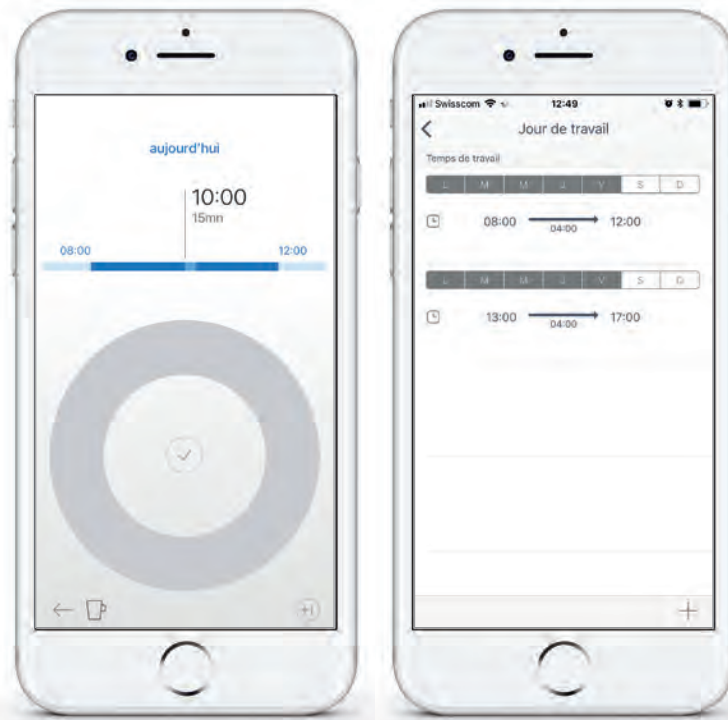 aujourd'hui
10:00
15mn
08:00 12:00
Swisscom 12:49
Jour de travail
Temps de travail
L M M J V S D
08:00 04:00 12:00
L M M J V S D
13:00 04:00 17:00